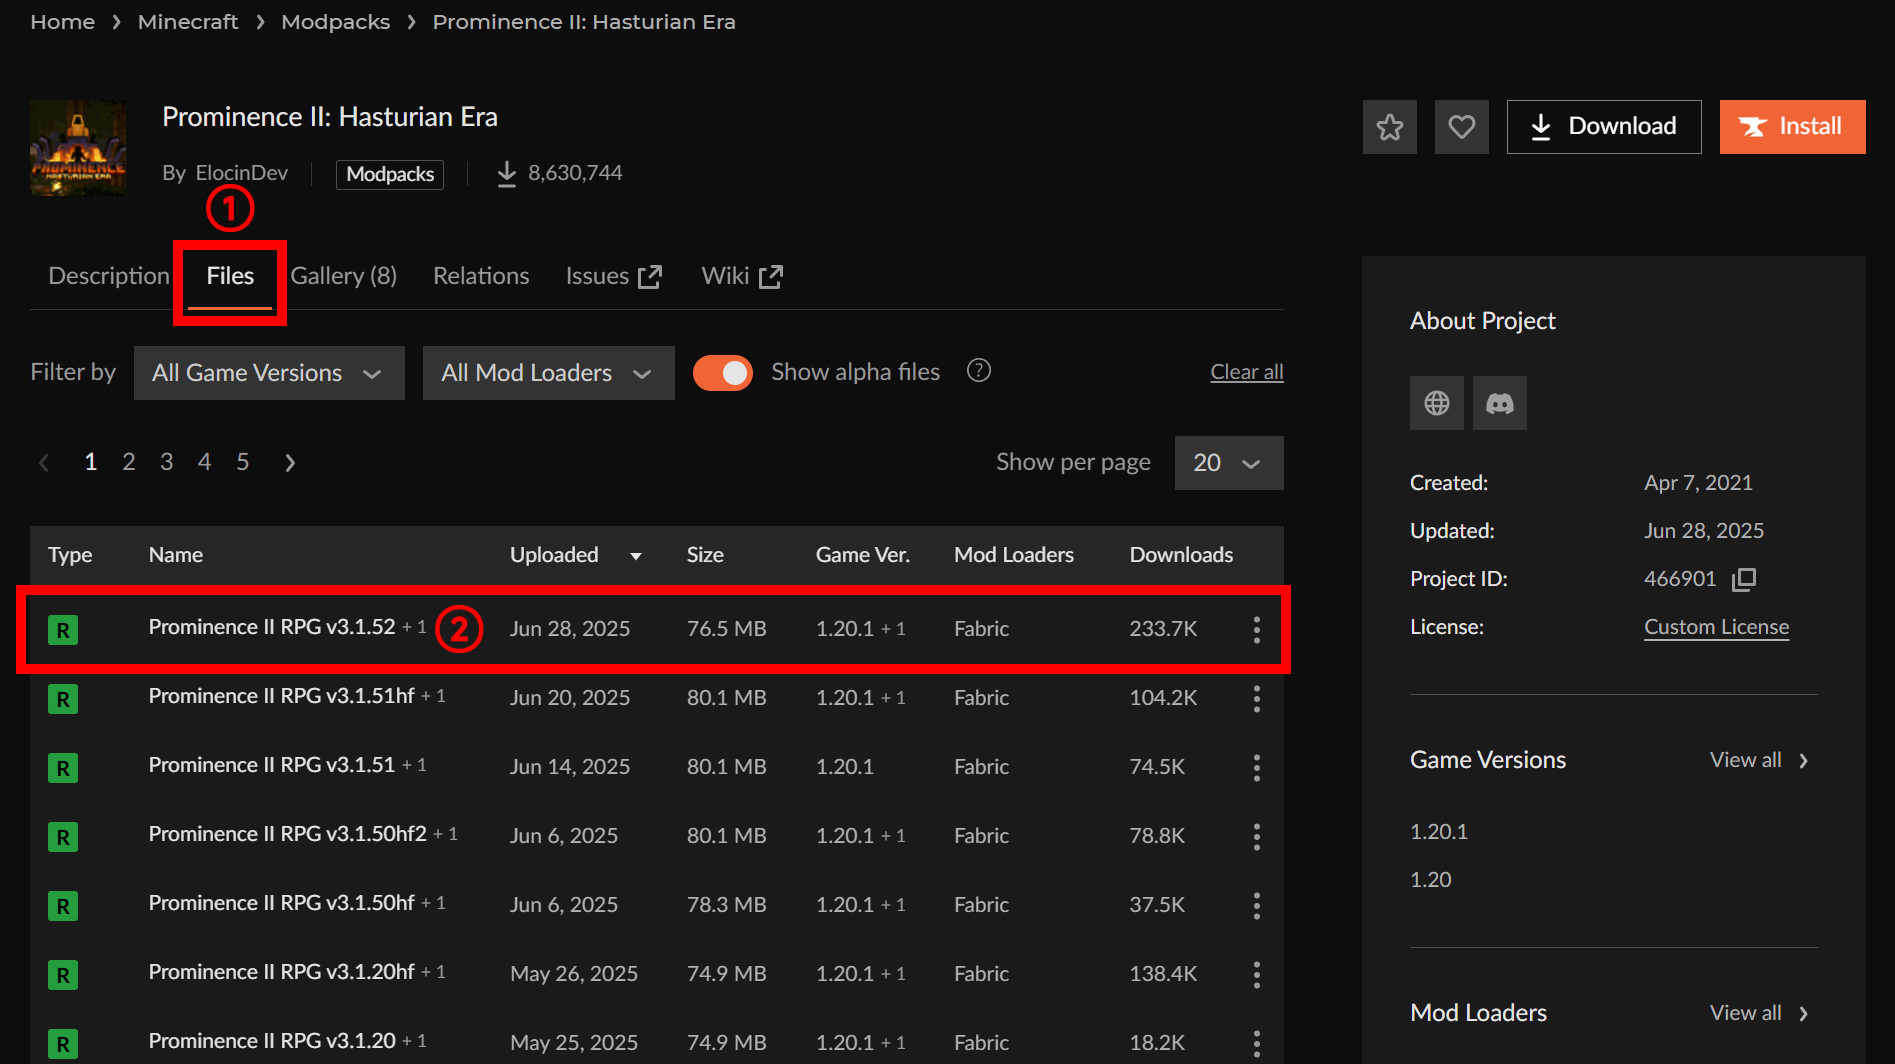 Home > Minecraft > Modpacks > Prominence II: Hasturian Era
PROMINENCE
HASTURIAN ERA
Prominence II: Hasturian Era
By ElocinDev
Modpacks
8,630,744
Download
Install
①
Description
Files
Gallery (8)
Relations
Issues
Wiki
Filter by
All Game Versions
All Mod Loaders
Show alpha files
?
Clear all
1 2 3 4 5
Show per page
20
Type Name Uploaded Size Game Ver. Mod Loaders Downloads
R Prominence II RPG v3.1.52 + 1 ② Jun 28, 2025 76.5 MB 1.20.1 + 1 Fabric 233.7K
R Prominence II RPG v3.1.51hf + 1 Jun 20, 2025 80.1 MB 1.20.1 + 1 Fabric 104.2K
R Prominence II RPG v3.1.51 + 1 Jun 14, 2025 80.1 MB 1.20.1 Fabric 74.5K
R Prominence II RPG v3.1.50hf2 + 1 Jun 6, 2025 80.1 MB 1.20.1 + 1 Fabric 78.8K
R Prominence II RPG v3.1.50hf + 1 Jun 6, 2025 78.3 MB 1.20.1 + 1 Fabric 37.5K
R Prominence II RPG v3.1.20hf + 1 May 26, 2025 74.9 MB 1.20.1 + 1 Fabric 138.4K
R Prominence II RPG v3.1.20 + 1 May 25, 2025 74.9 MB 1.20.1 + 1 Fabric 18.2K
About Project
Created: Apr 7, 2021
Updated: Jun 28, 2025
Project ID: 466901
License: Custom License
Game Versions View all >
1.20.1
1.20
Mod Loaders View all >